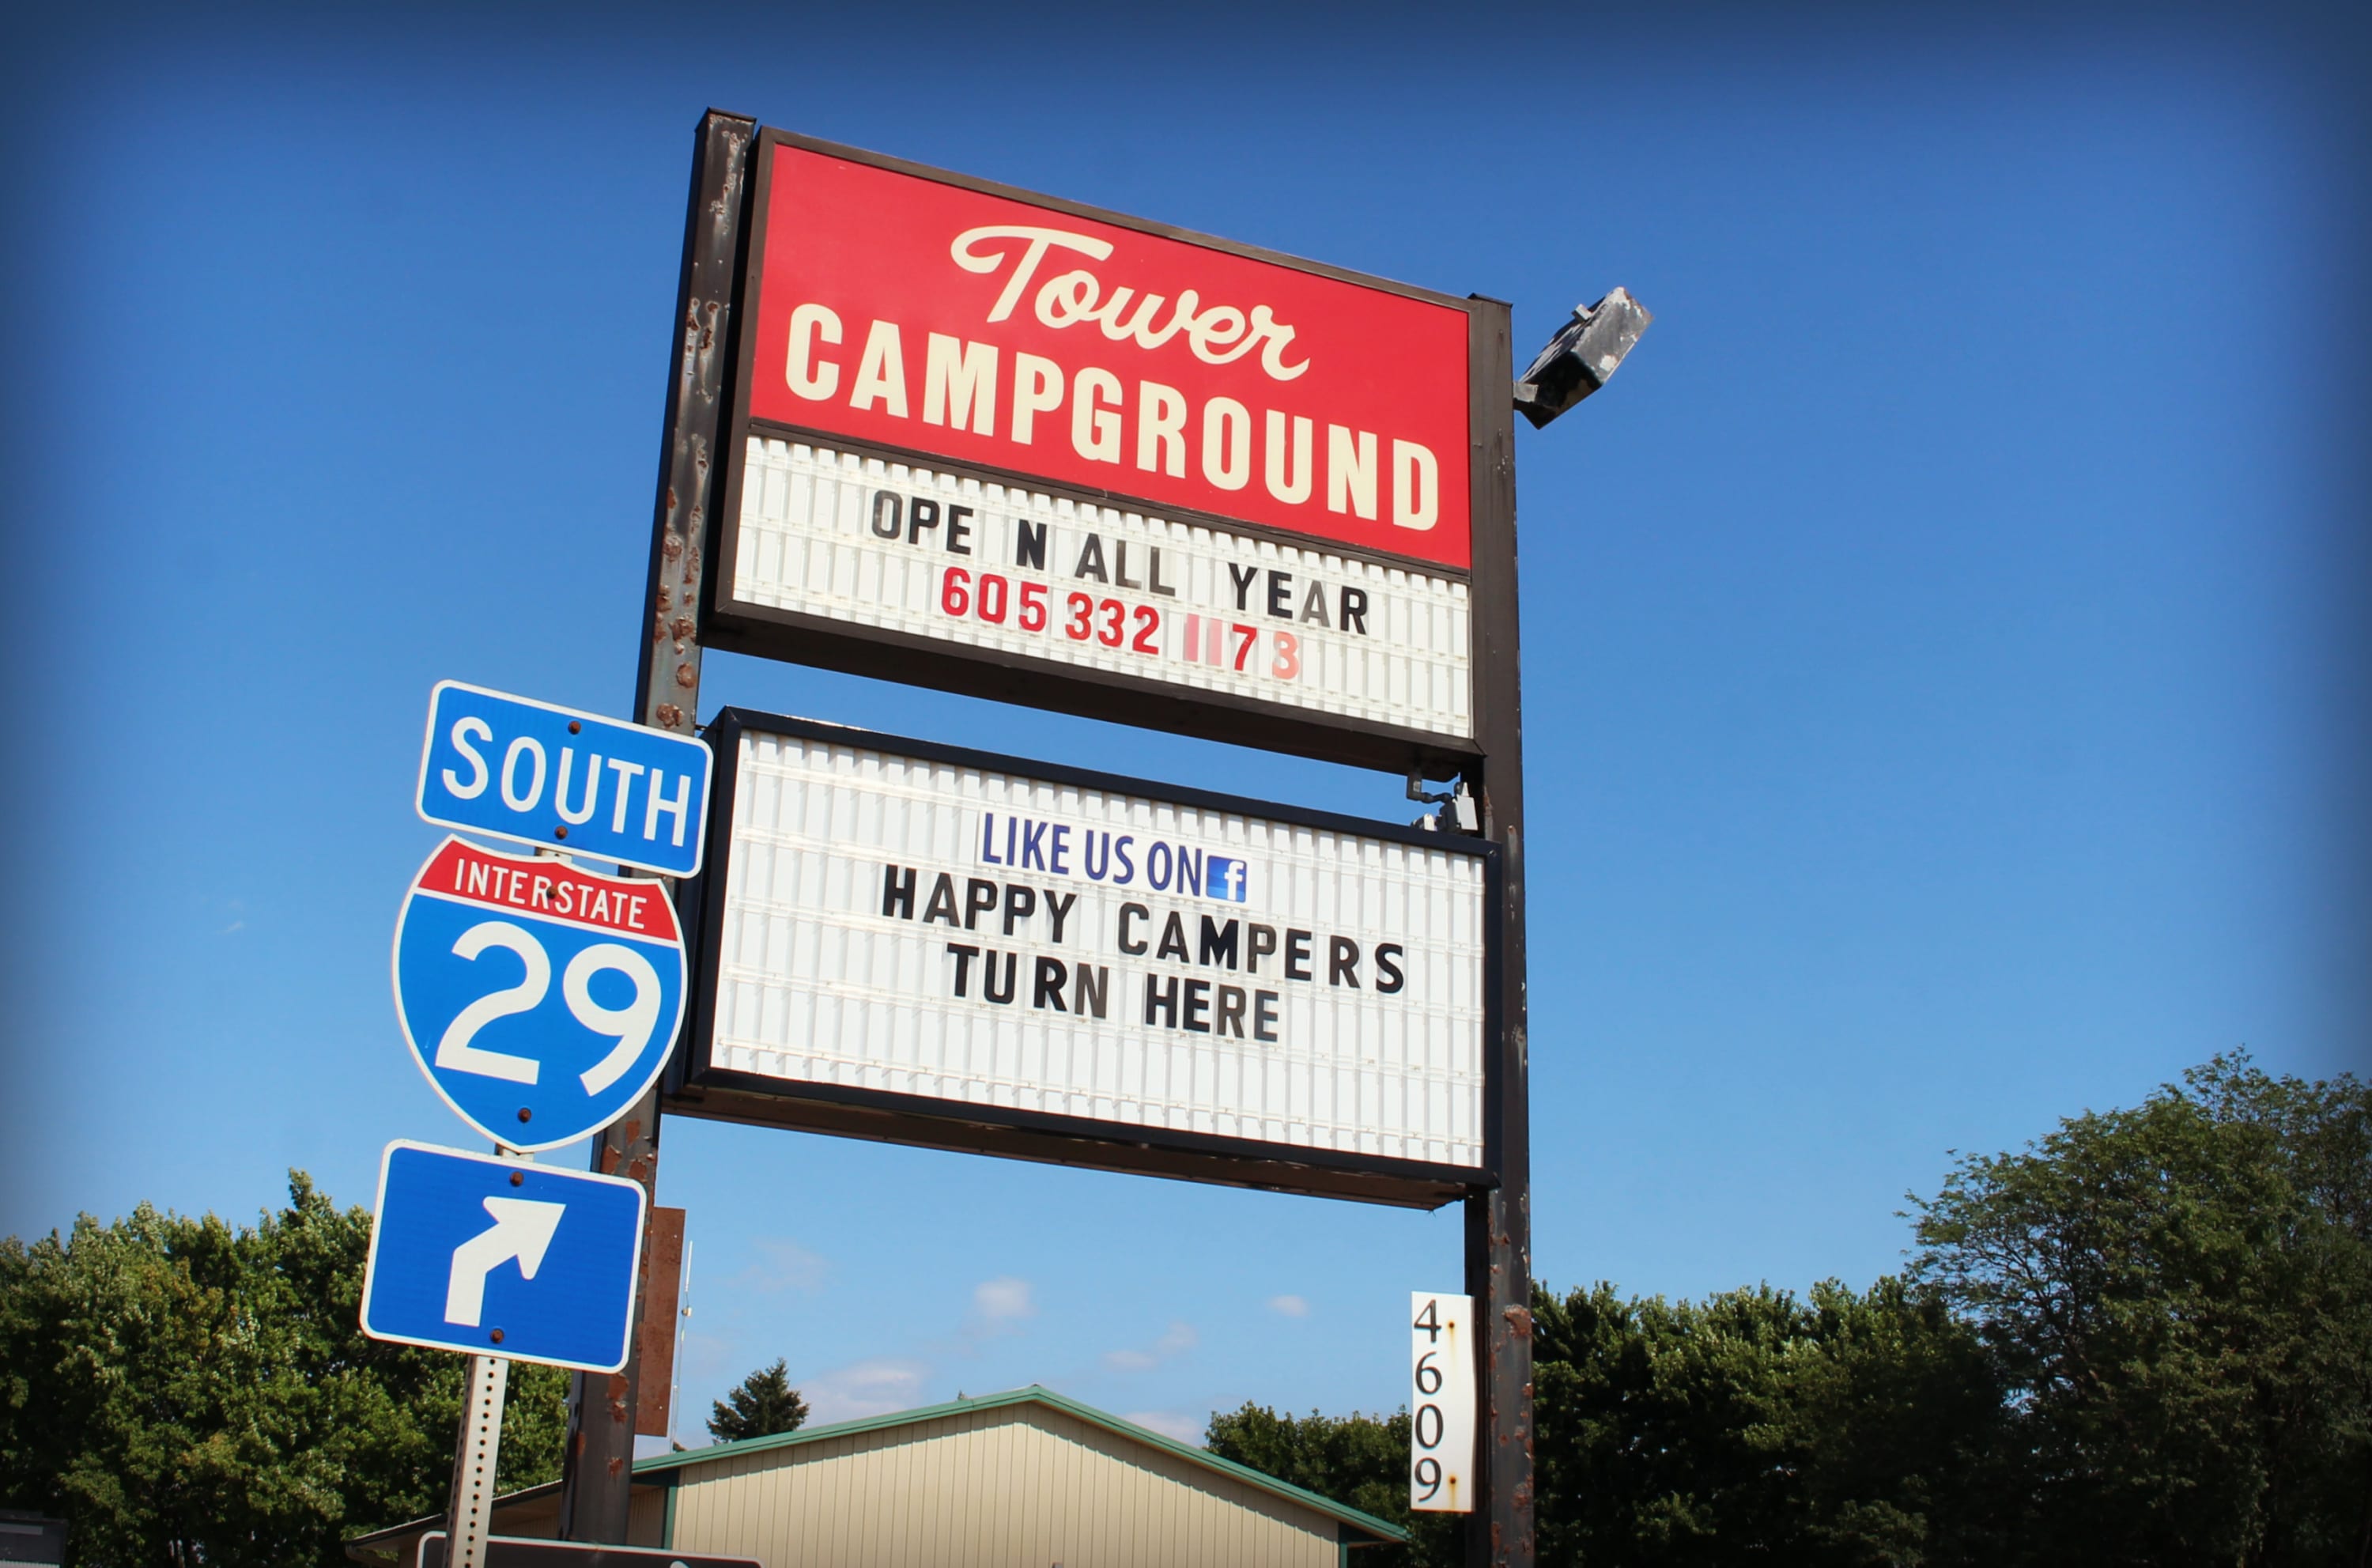 Tower
CAMPGROUND
OPE N ALL YEAR
605 332 1173
LIKE US ON f
HAPPY CAMPERS
TURN HERE
SOUTH
INTERSTATE
29
4609